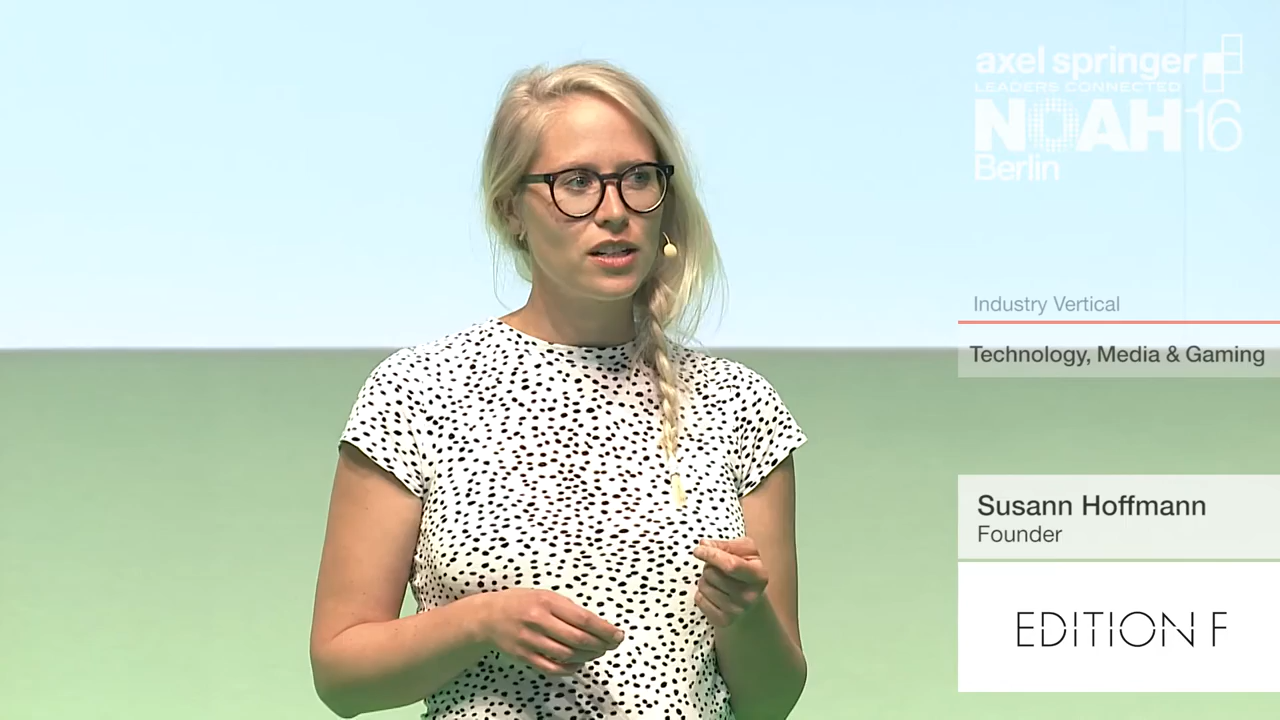 axel springer
LEADERS CONNECTED
NOAH16
Berlin
Industry Vertical
Technology, Media & Gaming
Susann Hoffmann
Founder
EDITION F